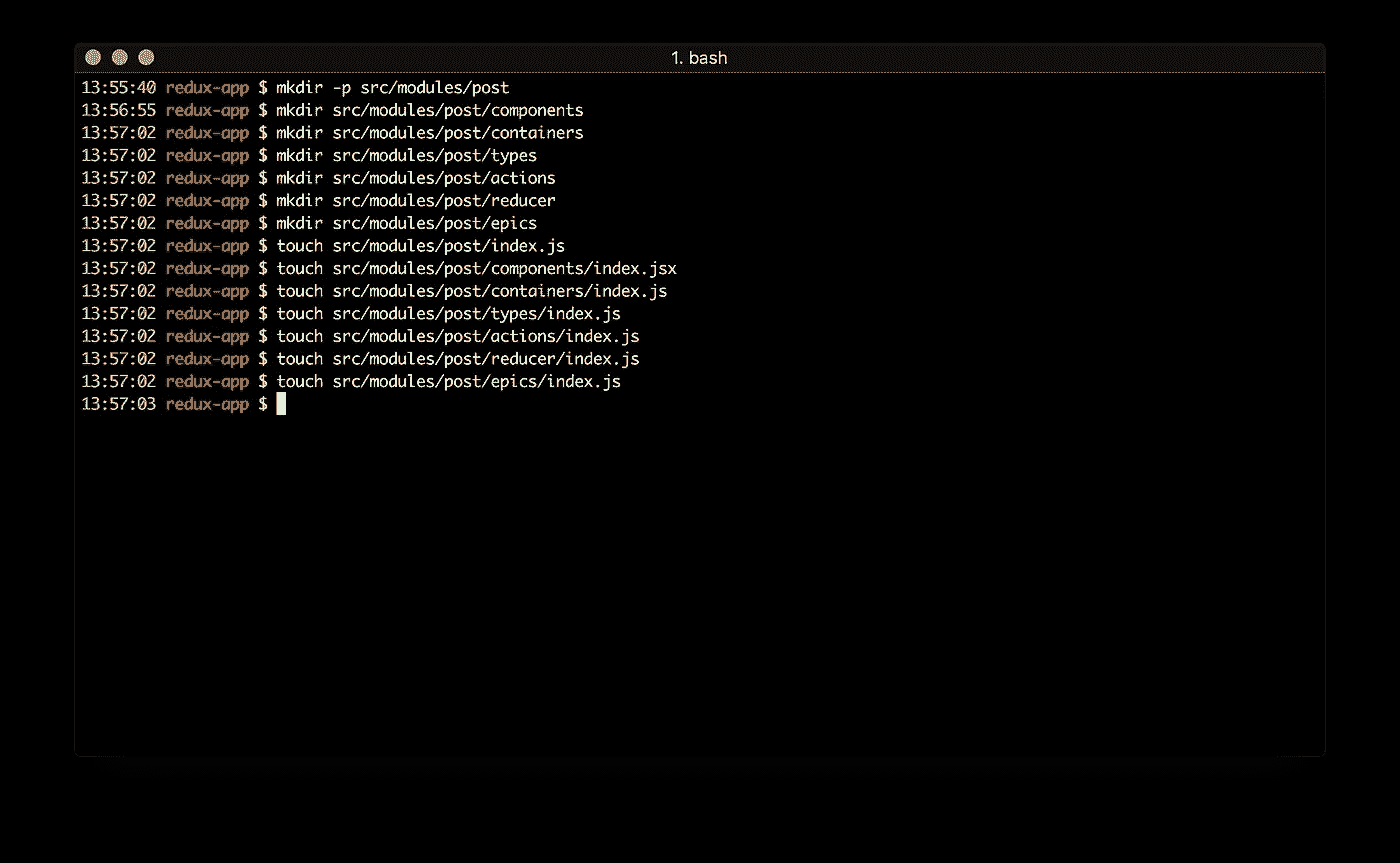 1. bash
13:55:40 redux-app $ mkdir -p src/modules/post
13:56:55 redux-app $ mkdir src/modules/post/components
13:57:02 redux-app $ mkdir src/modules/post/containers
13:57:02 redux-app $ mkdir src/modules/post/types
13:57:02 redux-app $ mkdir src/modules/post/actions
13:57:02 redux-app $ mkdir src/modules/post/reducer
13:57:02 redux-app $ mkdir src/modules/post/epics
13:57:02 redux-app $ touch src/modules/post/index.js
13:57:02 redux-app $ touch src/modules/post/components/index.jsx
13:57:02 redux-app $ touch src/modules/post/containers/index.js
13:57:02 redux-app $ touch src/modules/post/types/index.js
13:57:02 redux-app $ touch src/modules/post/actions/index.js
13:57:02 redux-app $ touch src/modules/post/reducer/index.js
13:57:02 redux-app $ touch src/modules/post/epics/index.js
13:57:03 redux-app $